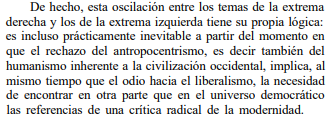 De hecho, esta oscilación entre los temas de la extrema
derecha y los de la extrema izquierda tiene su propia lógica:
es incluso prácticamente inevitable a partir del momento en
que el rechazo del antropocentrismo, es decir también del
humanismo inherente a la civilización occidental, implica, al
mismo tiempo que el odio hacia el liberalismo, la necesidad
de encontrar en otra parte que en el universo democrático
las referencias de una crítica radical de la modernidad.